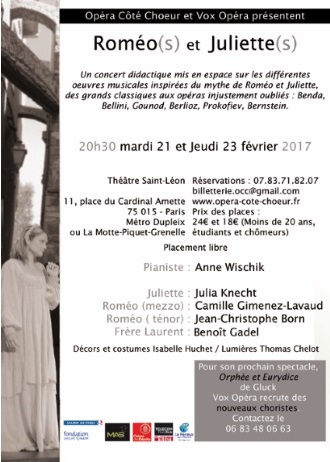 Opéra Côté Choeur et Vox Opéra présentent
Roméo(s) et Juliette(s)
Un concert didactique mis en espace sur les différentes
oeuvres musicales inspirées du mythe de Roméo et Juliette,
des grands classiques aux opéras injustement oubliés : Benda,
Bellini, Gounod, Berlioz, Prokofiev, Bernstein.
20h30 mardi 21 et Jeudi 23 février 2017
Théâtre Saint-Léon
11, place du Cardinal Amette
75 015 - Paris
Métro Dupleix
ou La Motte-Piquet-Grenelle
Réservations : 07.83.71.82.07
billetterie.occ@gmail.com
www.opera-cote-choeur.fr
Prix des places :
24€ et 18€ (Moins de 20 ans,
étudiants et chômeurs)
Placement libre
Pianiste : Anne Wischik
Juliette : Julia Knecht
Roméo (mezzo) : Camille Gimenez-Lavaud
Roméo ( ténor) : Jean-Christophe Born
Frère Laurent : Benoît Gadel
Décors et costumes Isabelle Huchet / Lumières Thomas Chelot
Pour son prochain spectacle,
Orphée et Eurydice
de Gluck
Vox Opéra recrute des
nouveaux choristes
Contactez le
06 83 48 06 63
fondation
MAS